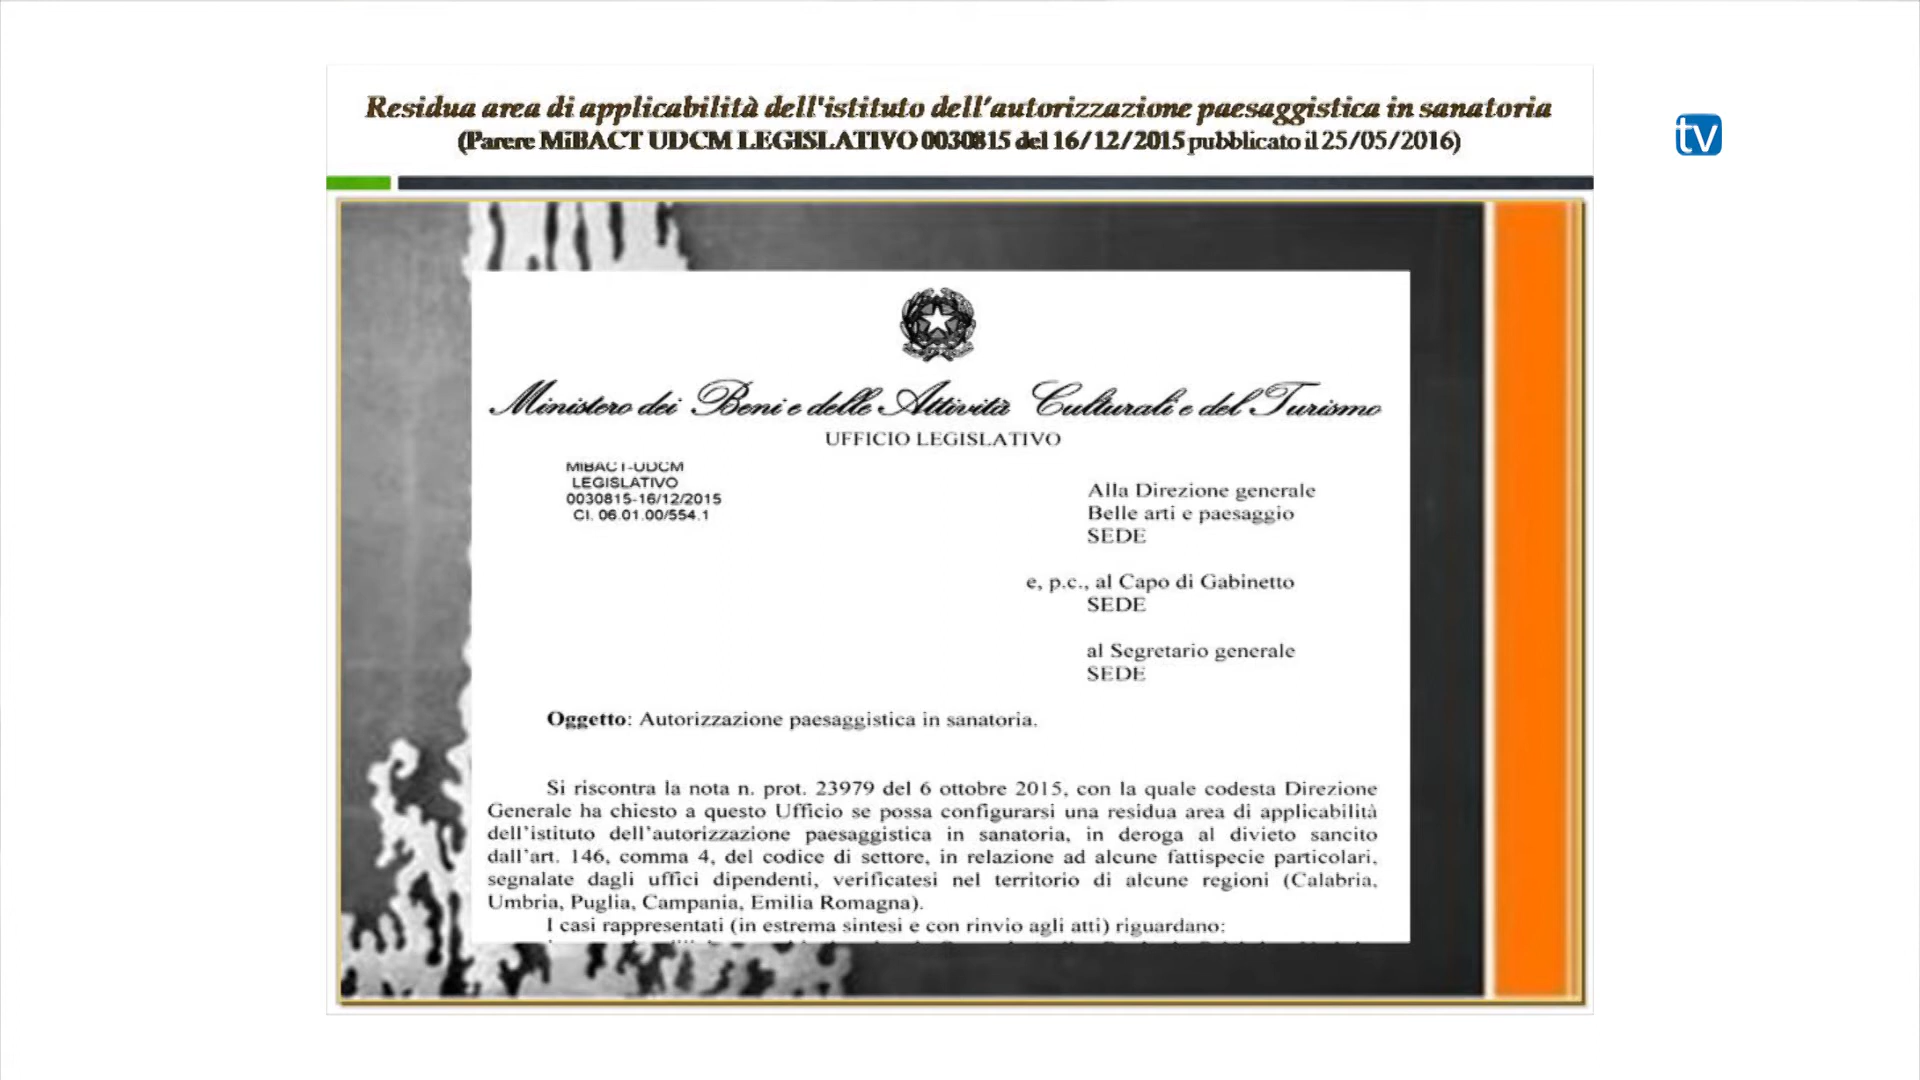 Residua area di applicabilità dell'istituto dell’autorizzazione paesaggistica in sanatoria
(Parere MiBACT UDCM LEGISLATIVO 0030815 del 16/12/2015 pubblicato il 25/05/2016)
tv
Ministero dei Beni e delle Attività Culturali e del Turismo
UFFICIO LEGISLATIVO
MIBACT-UDCM
LEGISLATIVO
0030815-16/12/2015
Cl. 06.01.00/554.1
Alla Direzione generale
Belle arti e paesaggio
SEDE
e, p.c., al Capo di Gabinetto
SEDE
al Segretario generale
SEDE
Oggetto: Autorizzazione paesaggistica in sanatoria.
Si riscontra la nota n. prot. 23979 del 6 ottobre 2015, con la quale codesta Direzione
Generale ha chiesto a questo Ufficio se possa configurarsi una residua area di applicabilità
dell’istituto dell’autorizzazione paesaggistica in sanatoria, in deroga al divieto sancito
dall’art. 146, comma 4, del codice di settore, in relazione ad alcune fattispecie particolari,
segnalate dagli uffici dipendenti, verificatesi nel territorio di alcune regioni (Calabria,
Umbria, Puglia, Campania, Emilia Romagna).
I casi rappresentati (in estrema sintesi e con rinvio agli atti) riguardano: